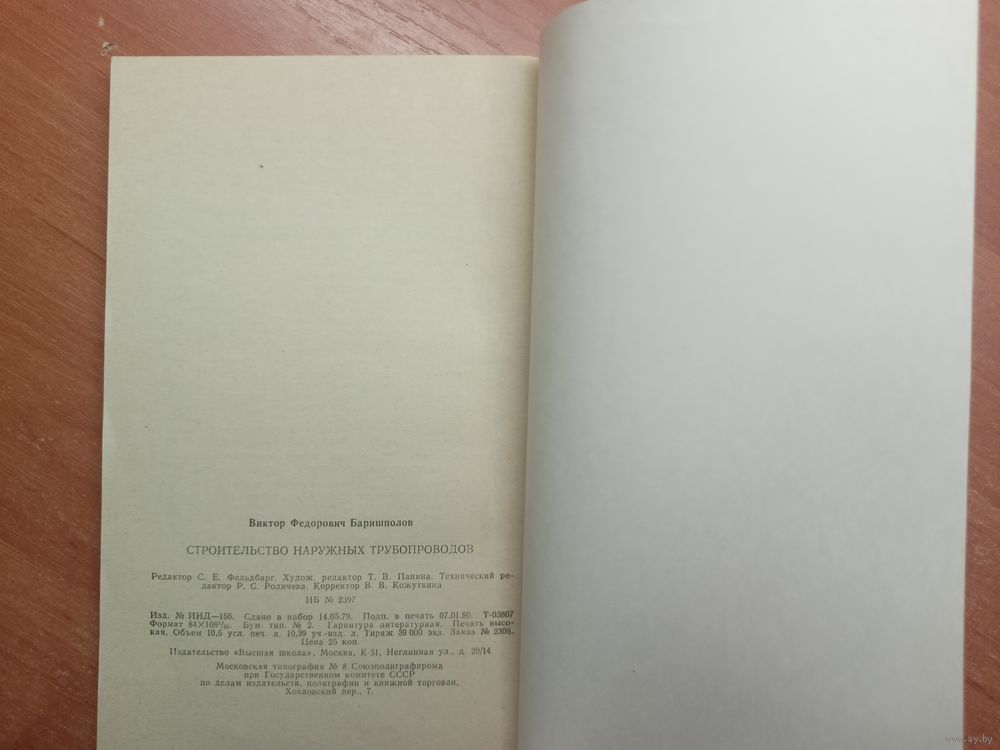 Виктор Федорович Баришполов
СТРОИТЕЛЬСТВО НАРУЖНЫХ ТРУБОПРОВОДОВ
Редактор С. Е. Фельдбарг. Худож. редактор Т. В. Панина. Технический ре-
дактор Р. С. Родичева. Корректор В. В. Кожуткина
ИБ № 2397
Изд. № ИНД—156. Сдано в набор 14.05.79. Подп. в печать 07.01.80. Т-03807
Формат 84×108¹/₃₂. Бум. тип. № 2. Гарнитура литературная. Печать высо-
кая. Объем 10,5 усл. печ. л. 10,39 уч.-изд. л. Тираж 39 000 экз. Заказ № 2308.
Цена 25 коп.
Издательство «Высшая школа», Москва, К-51, Неглинная ул., д. 29/14
Московская типография № 8 Союзполиграфпрома
при Государственном комитете СССР
по делам издательств, полиграфии и книжной торговли,
Хохловский пер., 7.
www.ay.by